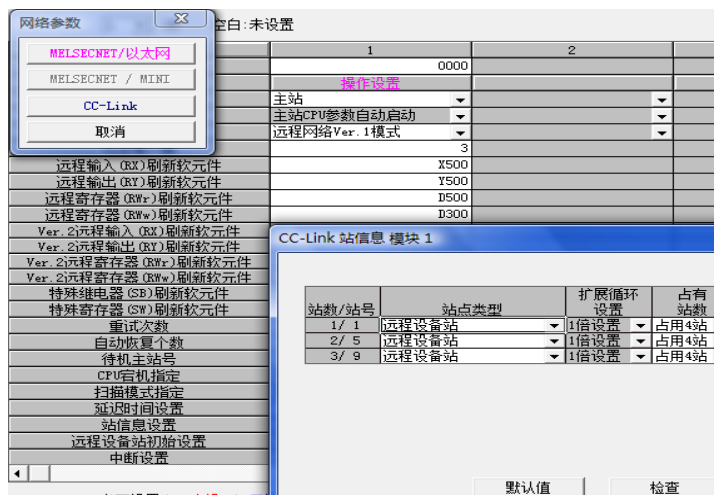 网络参数
空白:未设置
MELSECNET/以太网
MELSECNET / MINI
CC-Link
取消
1 2
0000
操作设置
主站
主站CPU参数自动启动
远程网络Ver.1模式
3
远程输入(RX)刷新软元件 X500
远程输出(RY)刷新软元件 Y500
远程寄存器(RWr)刷新软元件 D500
远程寄存器(RWw)刷新软元件 D300
Ver.2远程输入(RX)刷新软元件
Ver.2远程输出(RY)刷新软元件
Ver.2远程寄存器(RWr)刷新软元件
Ver.2远程寄存器(RWw)刷新软元件
特殊继电器(SB)刷新软元件
特殊寄存器(SW)刷新软元件
重试次数
自动恢复个数
待机主站号
CPU宕机指定
扫描模式指定
延迟时间设置
站信息设置
远程设备站初始设置
中断设置
CC-Link 站信息 模块 1
站数/站号 站点类型 扩展循环设置 占有站数
1/ 1 远程设备站 1倍设置 占用4站
2/ 5 远程设备站 1倍设置 占用4站
3/ 9 远程设备站 1倍设置 占用4站
默认值 检查